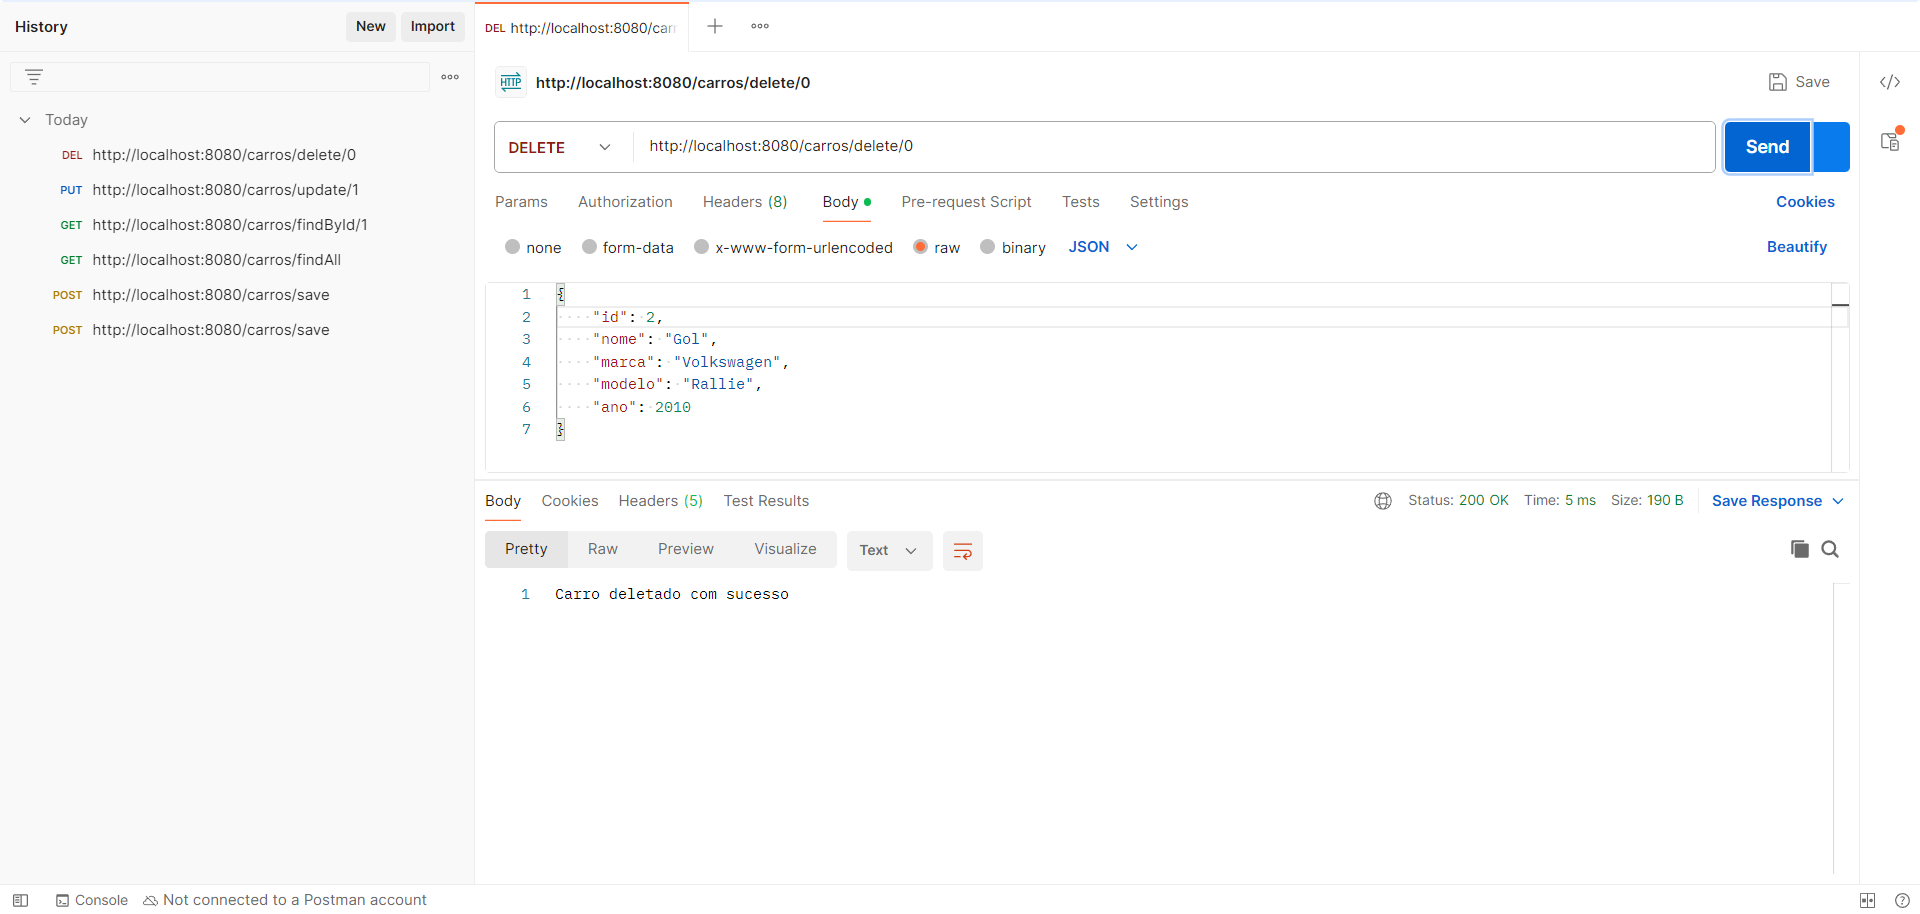 History
New
Import
Today
DEL http://localhost:8080/carros/delete/0
PUT http://localhost:8080/carros/update/1
GET http://localhost:8080/carros/findById/1
GET http://localhost:8080/carros/findAll
POST http://localhost:8080/carros/save
POST http://localhost:8080/carros/save
DEL http://localhost:8080/carr
HTTP http://localhost:8080/carros/delete/0
Save
DELETE http://localhost:8080/carros/delete/0
Send
Params Authorization Headers (8) Body Pre-request Script Tests Settings Cookies
none form-data x-www-form-urlencoded raw binary JSON Beautify
1 {
2 "id": 2,
3 "nome": "Gol",
4 "marca": "Volkswagen",
5 "modelo": "Rallie",
6 "ano": 2010
7 }
Body Cookies Headers (5) Test Results Status: 200 OK Time: 5 ms Size: 190 B Save Response
Pretty Raw Preview Visualize Text
1 Carro deletado com sucesso
Console Not connected to a Postman account